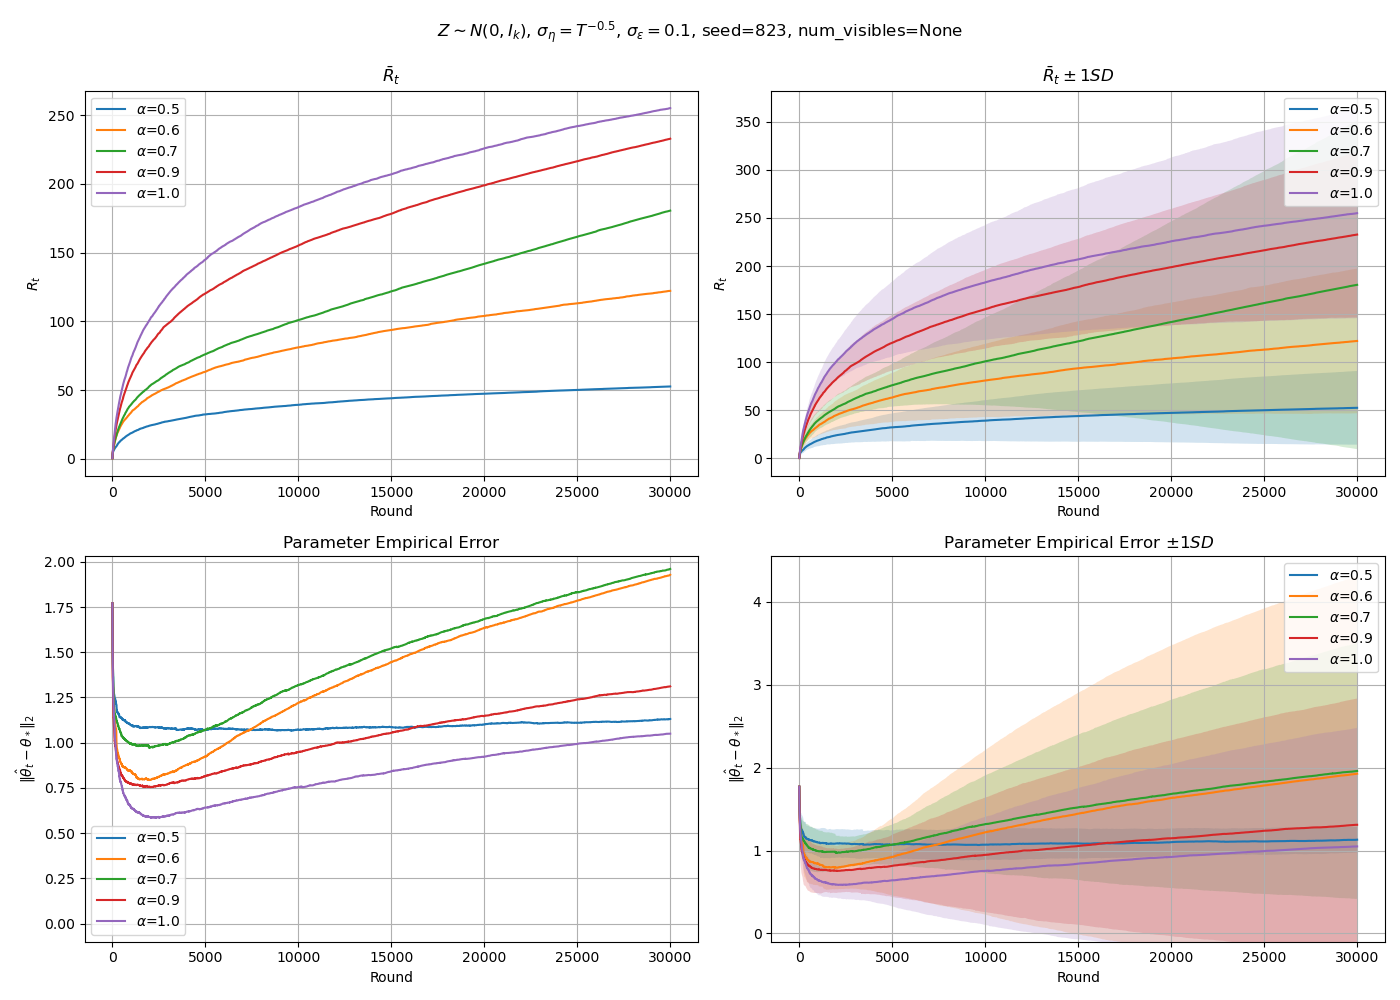 Z ∼ N(0, I_k), σ_η = T^{−0.5}, σ_ε = 0.1, seed=823, num_visibles=None
R̄_t
R_t
250
200
150
100
50
0
α=0.5
α=0.6
α=0.7
α=0.9
α=1.0
0 5000 10000 15000 20000 25000 30000
Round
R̄_t ± 1SD
R_t
350
300
250
200
150
100
50
0
α=0.5
α=0.6
α=0.7
α=0.9
α=1.0
0 5000 10000 15000 20000 25000 30000
Round
Parameter Empirical Error
‖θ̂_t − θ_*‖_2
2.00
1.75
1.50
1.25
1.00
0.75
0.50
0.25
0.00
α=0.5
α=0.6
α=0.7
α=0.9
α=1.0
0 5000 10000 15000 20000 25000 30000
Round
Parameter Empirical Error ±1SD
‖θ̂_t − θ_*‖_2
4
3
2
1
0
α=0.5
α=0.6
α=0.7
α=0.9
α=1.0
0 5000 10000 15000 20000 25000 30000
Round